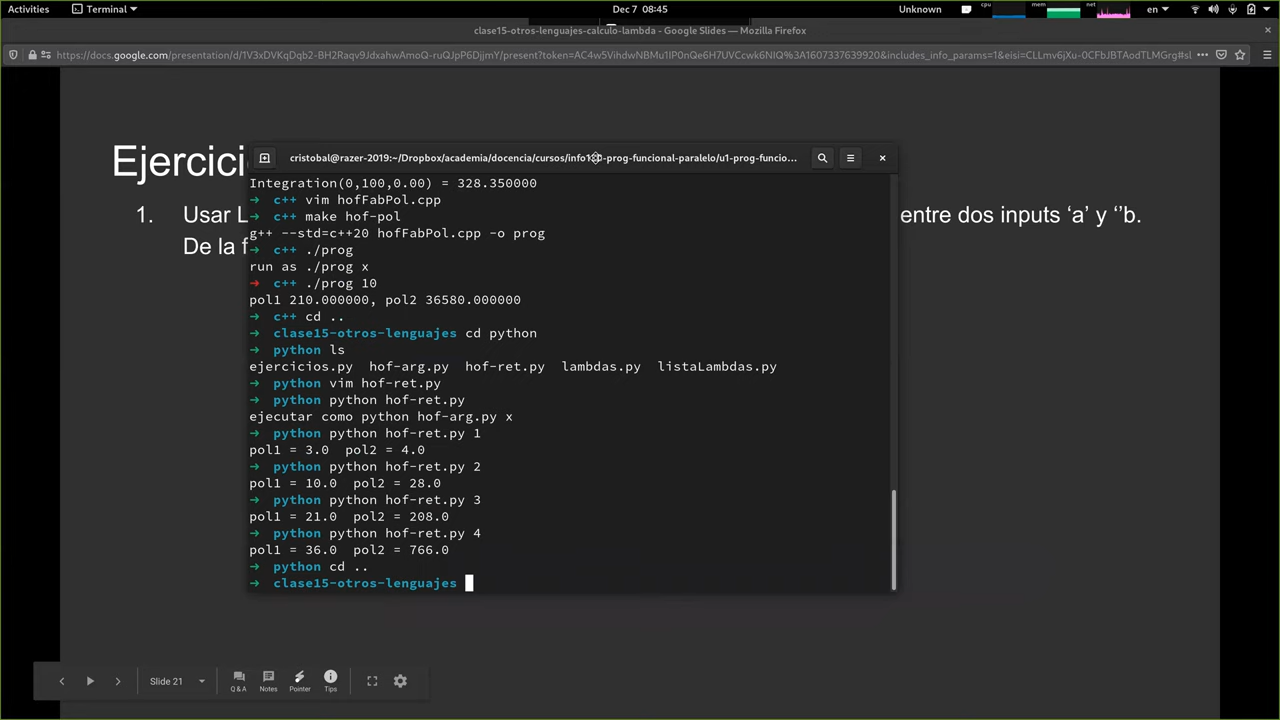 Activities
Terminal
Dec 7 08:45
Unknown
cpu
mem
net
en
clase15-otros-lenguajes-calculo-lambda - Google Slides — Mozilla Firefox
Ejercici
1. Usar L
entre dos inputs ‘a’ y ‘’b.
De la f
cristobal@razer-2019:~/Dropbox/academia/docencia/cursos/info1
-prog-funcional-paralelo/u1-prog-funcio...
Integration(0,100,0.00) = 328.350000
→ c++ vim hofFabPol.cpp
→ c++ make hof-pol
g++ --std=c++20 hofFabPol.cpp -o prog
→ c++ ./prog
run as ./prog x
→ c++ ./prog 10
pol1 210.000000, pol2 36580.000000
→ c++ cd ..
→ clase15-otros-lenguajes cd python
→ python ls
ejercicios.py hof-arg.py hof-ret.py lambdas.py listaLambdas.py
→ python vim hof-ret.py
→ python python hof-ret.py
ejecutar como python hof-arg.py x
→ python python hof-ret.py 1
pol1 = 3.0 pol2 = 4.0
→ python python hof-ret.py 2
pol1 = 10.0 pol2 = 28.0
→ python python hof-ret.py 3
pol1 = 21.0 pol2 = 208.0
→ python python hof-ret.py 4
pol1 = 36.0 pol2 = 766.0
→ python cd ..
→ clase15-otros-lenguajes
Slide 21
Q & A
Notes
Pointer
Tips